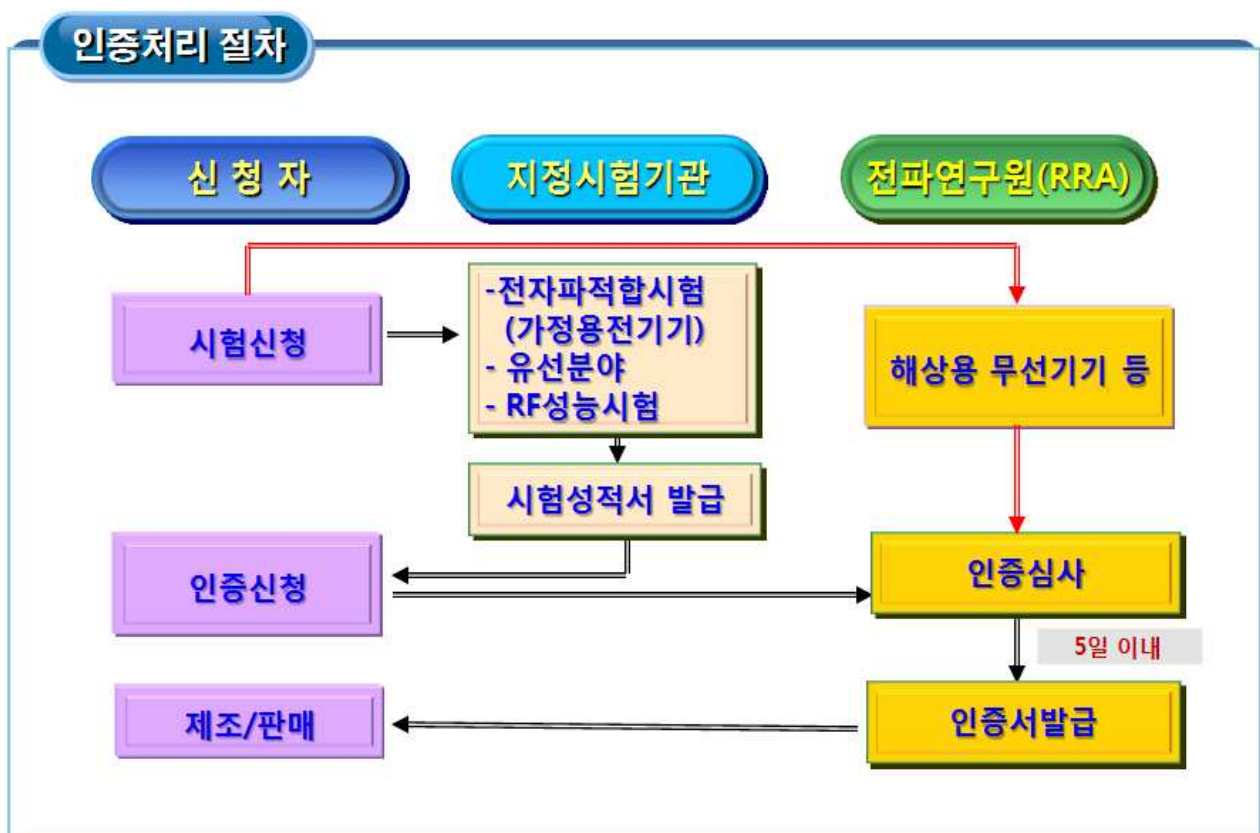 인증처리 절차
신 청 자
지정시험기관
전파연구원(RRA)
시험신청
-전자파적합시험
(가정용전기기)
- 유선분야
- RF성능시험
해상용 무선기기 등
시험성적서 발급
인증신청
인증심사
5일 이내
제조/판매
인증서발급